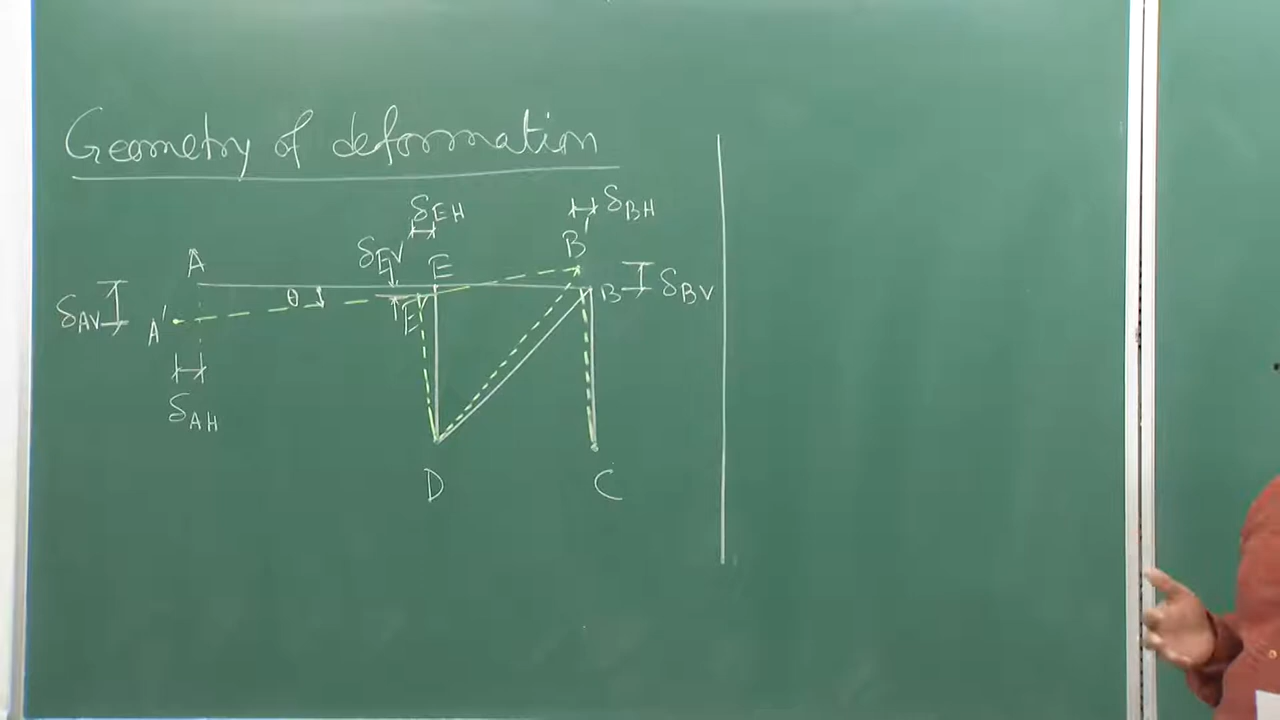 Geometry of deformation
δEH
δBH
δEV
B'
A
E
θ
B
δBV
δAV
A'
E'
δAH
D
C